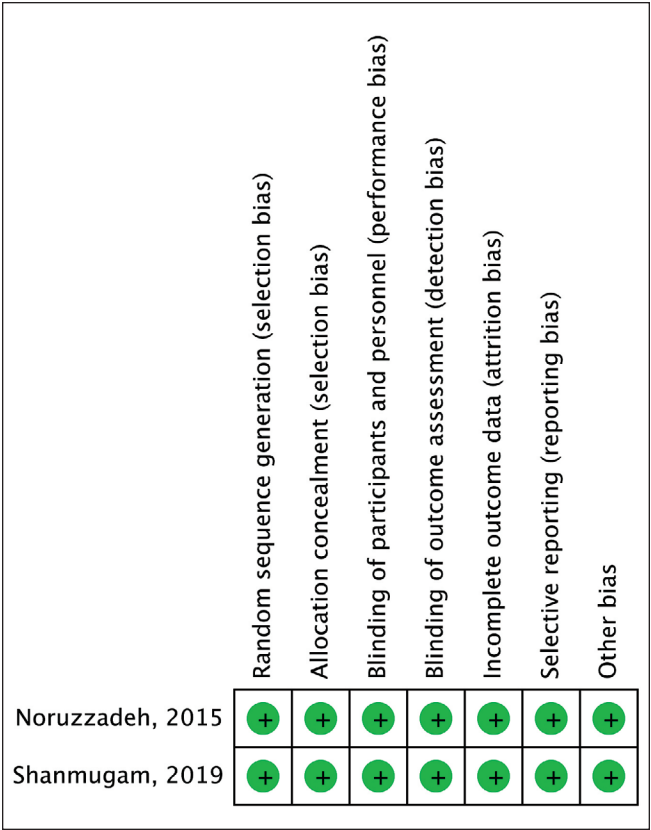 Random sequence generation (selection bias)
Allocation concealment (selection bias)
Blinding of participants and personnel (performance bias)
Blinding of outcome assessment (detection bias)
Incomplete outcome data (attrition bias)
Selective reporting (reporting bias)
Other bias
Noruzzadeh, 2015 + + + + + + +
Shanmugam, 2019 + + + + + + +